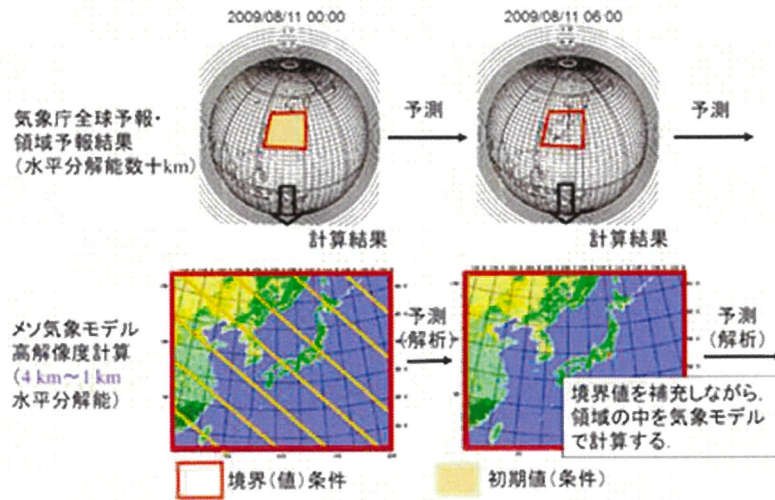 2009/08/11 00:00
2009/08/11 06:00
気象庁全球予報・
領域予報結果
(水平分解能数十km)
予測
予測
計算結果
計算結果
メソ気象モデル
高解像度計算
(4 km～1 km
水平分解能)
予測
(解析)
予測
(解析)
境界値を補充しながら,
領域の中を気象モデル
で計算する.
境界(値)条件
初期値(条件)